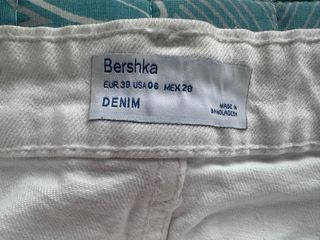 Bershka
EUR 38 USA 06 MEX 28
DENIM
MADE IN
BANGLADESH